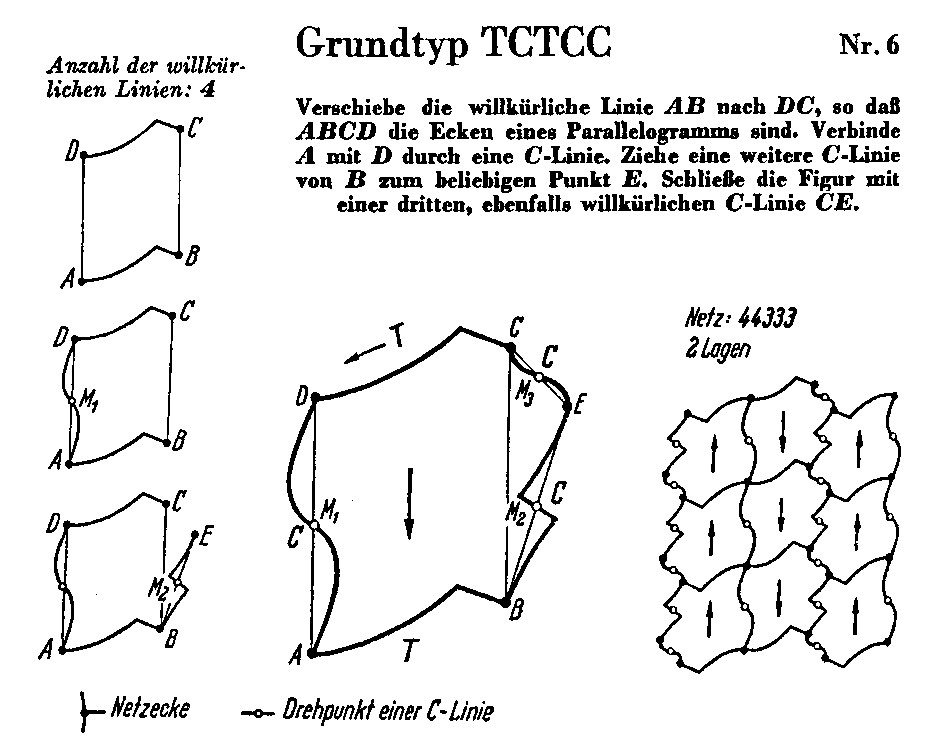 Grundtyp TCTCC
Nr. 6
Anzahl der willkür-
lichen Linien: 4
Verschiebe die willkürliche Linie AB nach DC, so daß
ABCD die Ecken eines Parallelogramms sind. Verbinde
A mit D durch eine C-Linie. Ziehe eine weitere C-Linie
von B zum beliebigen Punkt E. Schließe die Figur mit
einer dritten, ebenfalls willkürlichen C-Linie CE.
D
C
A
B
D
C
M1
A
B
D
C
E
M2
A
B
T
C
C
M3
D
E
M1
C
M2
C
B
A
T
Netz: 44333
2 Lagen
Netzecke
Drehpunkt einer C-Linie